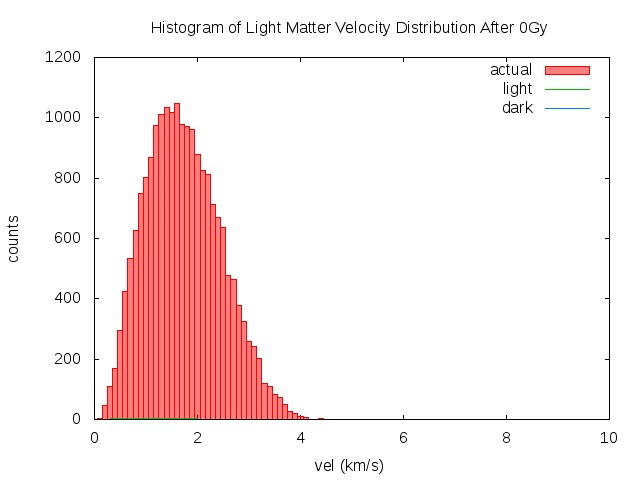 Histogram of Light Matter Velocity Distribution After 0Gy
1200
1000
800
600
400
200
0
counts
actual
light
dark
0 2 4 6 8 10
vel (km/s)